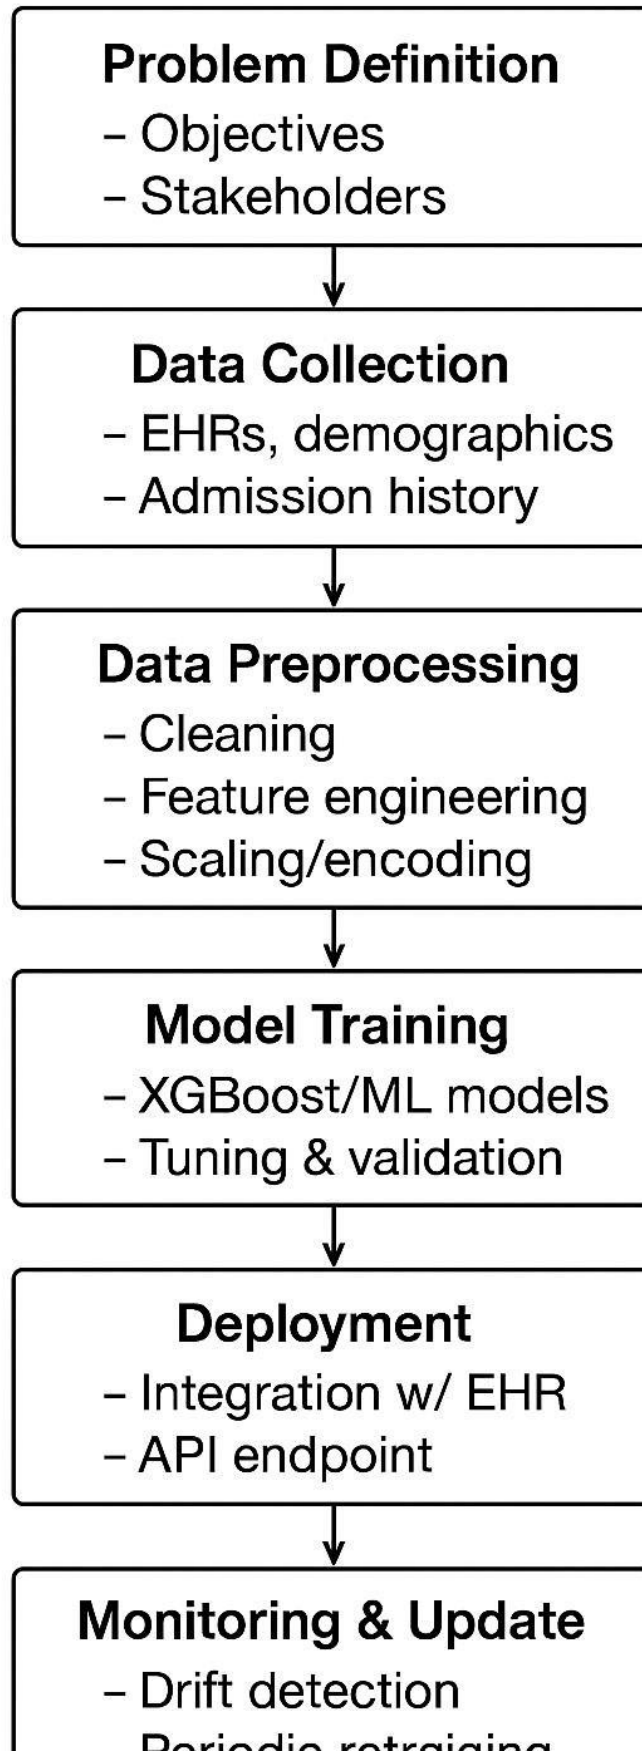 Problem Definition
– Objectives
– Stakeholders
Data Collection
– EHRs, demographics
– Admission history
Data Preprocessing
– Cleaning
– Feature engineering
– Scaling/encoding
Model Training
– XGBoost/ML models
– Tuning & validation
Deployment
– Integration w/ EHR
– API endpoint
Monitoring & Update
– Drift detection
Periodic